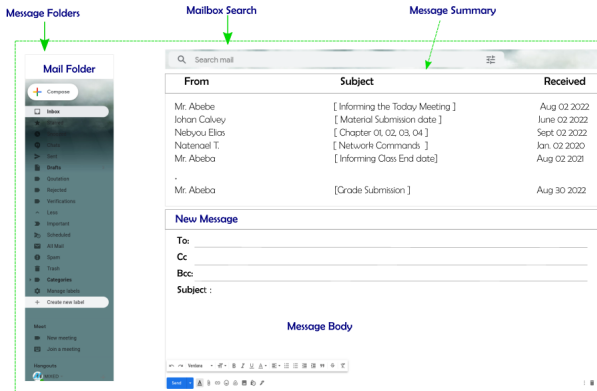 Message Folders
Mailbox Search
Message Summary
Mail Folder
Compose
Inbox
Sent
Drafts
Rejected
Verifications
Less
Important
Scheduled
All Mail
Spam
Trash
Categories
Manage labels
Create new label
Meet
New meeting
Join a meeting
Hangouts
Search mail
From Subject Received
Mr. Abebe [ Informing the Today Meeting ] Aug 02 2022
Johan Calvey [ Material Submission date ] June 02 2022
Nebyou Elias [ Chapter 01, 02, 03, 04 ] Sept 02 2022
Natenael T. [ Network Commands ] Jan. 02 2020
Mr. Abeba [ Informing Class End date] Aug 02 2021
.
Mr. Abeba [Grade Submission ] Aug 30 2022
New Message
To:
Cc
Bcc:
Subject :
Message Body
Verdana
Send